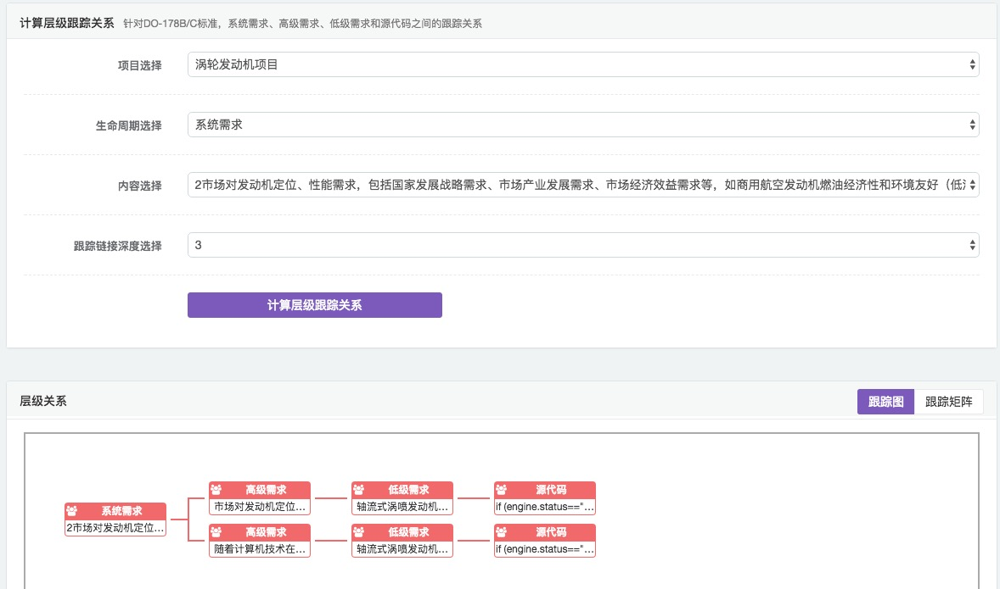 计算层级跟踪关系 针对DO-178B/C标准，系统需求、高级需求、低级需求和源代码之间的跟踪关系
项目选择 涡轮发动机项目
生命周期选择 系统需求
内容选择 2市场对发动机定位、性能需求，包括国家发展战略需求、市场产业发展需求、市场经济效益需求等，如商用航空发动机燃油经济性和环境友好（低
跟踪链接深度选择 3
计算层级跟踪关系
层级关系 跟踪图 跟踪矩阵
系统需求
2市场对发动机定位...
高级需求 低级需求 源代码
市场对发动机定位... 轴流式涡喷发动机... if (engine.status=="...
高级需求 低级需求 源代码
随着计算机技术在... 轴流式涡喷发动机... if (engine.status=="...